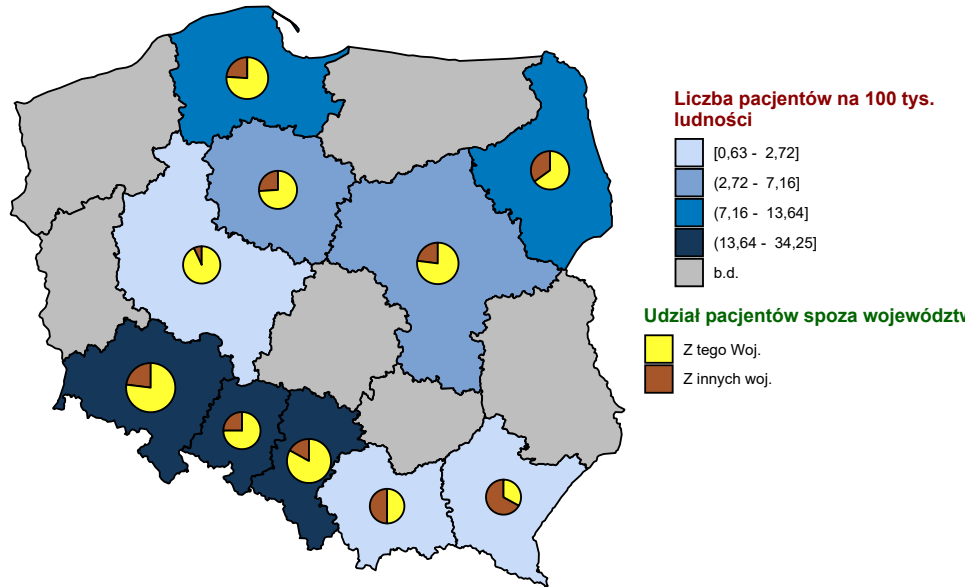 Liczba pacjentów na 100 tys.
ludności
[0,63 - 2,72]
(2,72 - 7,16]
(7,16 - 13,64]
(13,64 - 34,25]
b.d.
Udział pacjentów spoza województw
Z tego Woj.
Z innych woj.